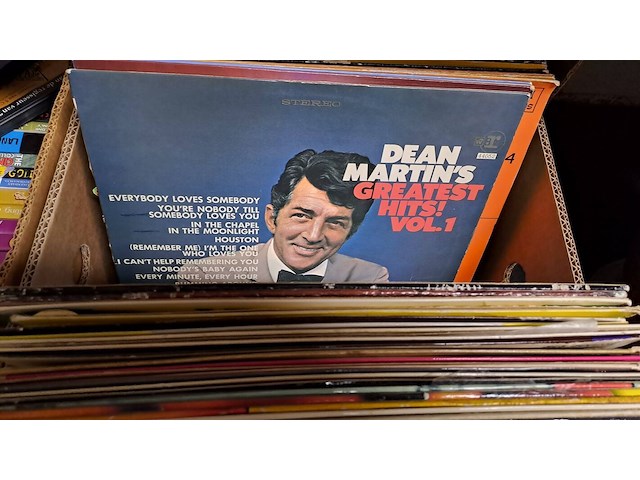 STEREO
DEAN
MARTIN'S
GREATEST
HITS!
VOL.1
EVERYBODY LOVES SOMEBODY
YOU'RE NOBODY TILL
SOMEBODY LOVES YOU
IN THE CHAPEL
IN THE MOONLIGHT
HOUSTON
(REMEMBER ME) I'M THE ONE
WHO LOVES YOU
I CAN'T HELP REMEMBERING YOU
NOBODY'S BABY AGAIN
EVERY MINUTE, EVERY HOUR
4